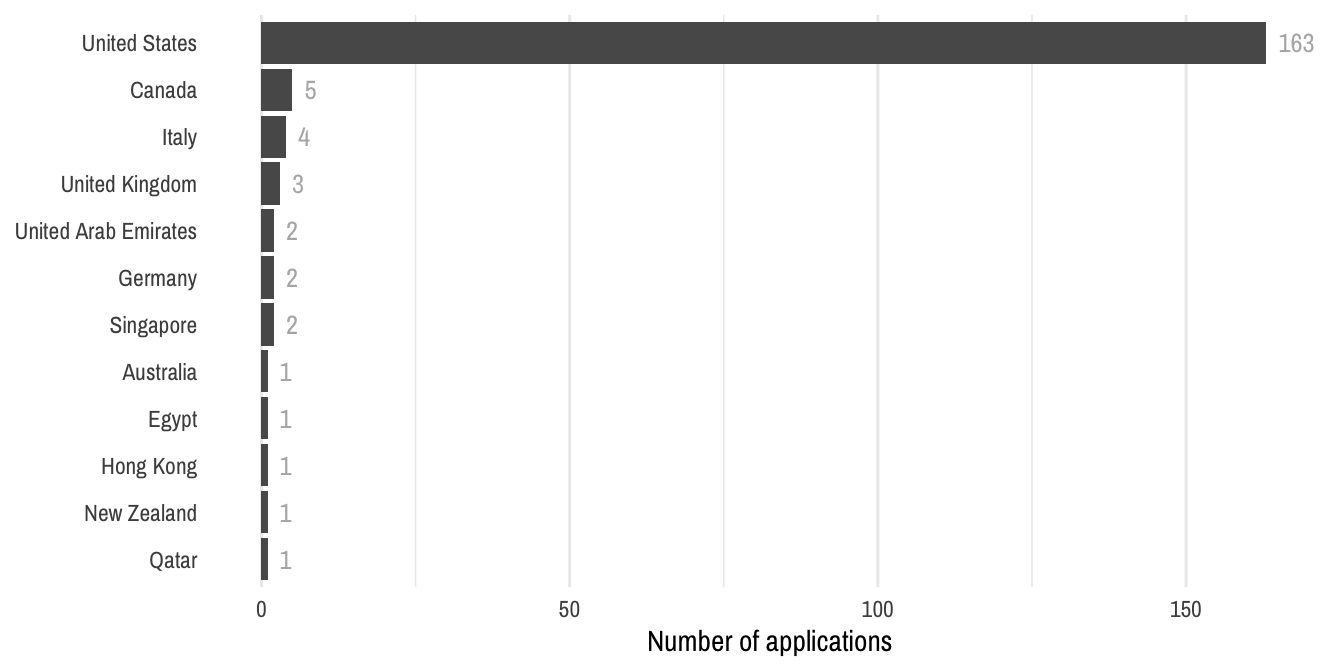 United States 163
Canada 5
Italy 4
United Kingdom 3
United Arab Emirates 2
Germany 2
Singapore 2
Australia 1
Egypt 1
Hong Kong 1
New Zealand 1
Qatar 1
0 50 100 150
Number of applications